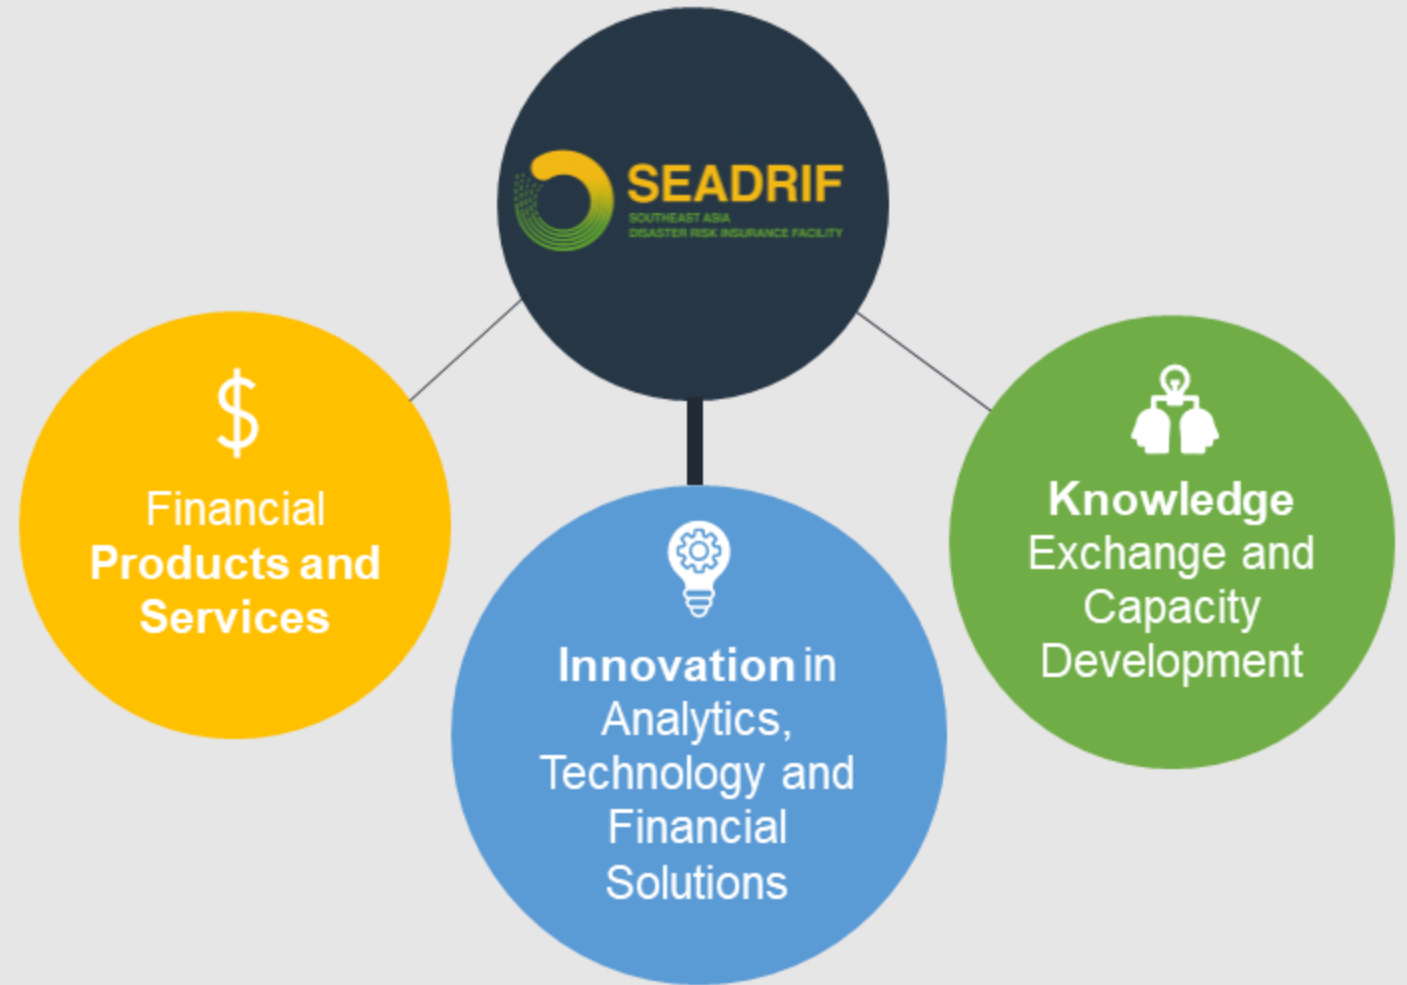 SEADRIF
SOUTHEAST ASIA
DISASTER RISK INSURANCE FACILITY
$
Financial
Products and
Services
Innovation in
Analytics,
Technology and
Financial
Solutions
Knowledge
Exchange and
Capacity
Development